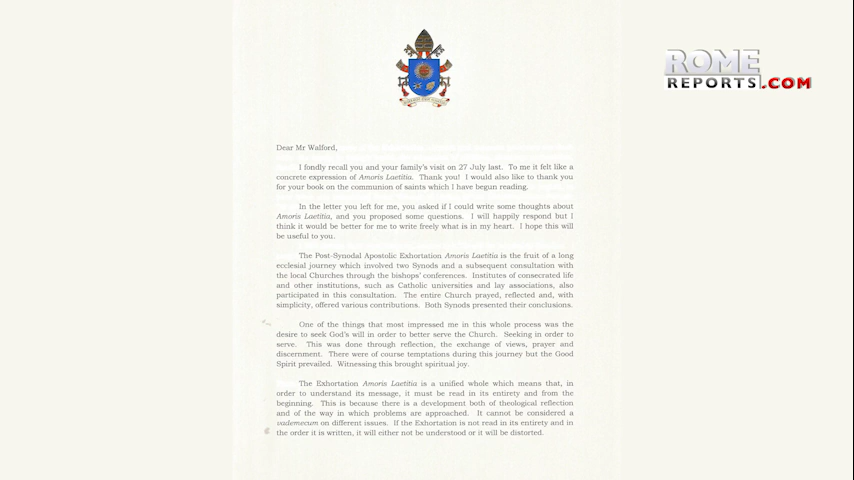 ROME
REPORTS.COM
Dear Mr Walford,
I fondly recall you and your family's visit on 27 July last. To me it felt like a
concrete expression of Amoris Laetitia. Thank you! I would also like to thank you
for your book on the communion of saints which I have begun reading.
In the letter you left for me, you asked if I could write some thoughts about
Amoris Laetitia, and you proposed some questions. I will happily respond but I
think it would be better for me to write freely what is in my heart. I hope this will
be useful to you.
The Post-Synodal Apostolic Exhortation Amoris Laetitia is the fruit of a long
ecclesial journey which involved two Synods and a subsequent consultation with
the local Churches through the bishops' conferences. Institutes of consecrated life
and other institutions, such as Catholic universities and lay associations, also
participated in this consultation. The entire Church prayed, reflected and, with
simplicity, offered various contributions. Both Synods presented their conclusions.
One of the things that most impressed me in this whole process was the
desire to seek God's will in order to better serve the Church. Seeking in order to
serve. This was done through reflection, the exchange of views, prayer and
discernment. There were of course temptations during this journey but the Good
Spirit prevailed. Witnessing this brought spiritual joy.
The Exhortation Amoris Laetitia is a unified whole which means that, in
order to understand its message, it must be read in its entirety and from the
beginning. This is because there is a development both of theological reflection
and of the way in which problems are approached. It cannot be considered a
vademecum on different issues. If the Exhortation is not read in its entirety and in
the order it is written, it will either not be understood or it will be distorted.